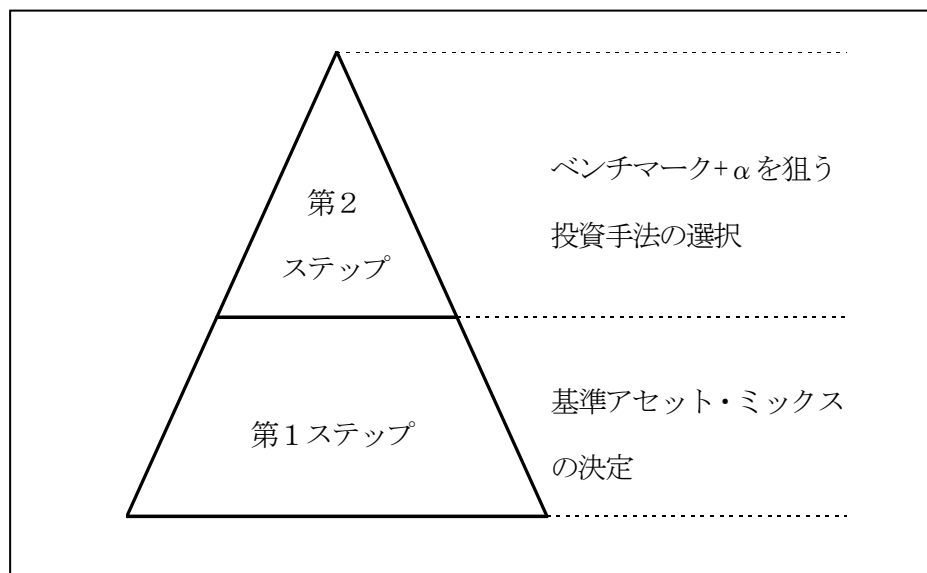 第２
ステップ
ベンチマーク+αを狙う
投資手法の選択
第１ステップ
基準アセット・ミックス
の決定